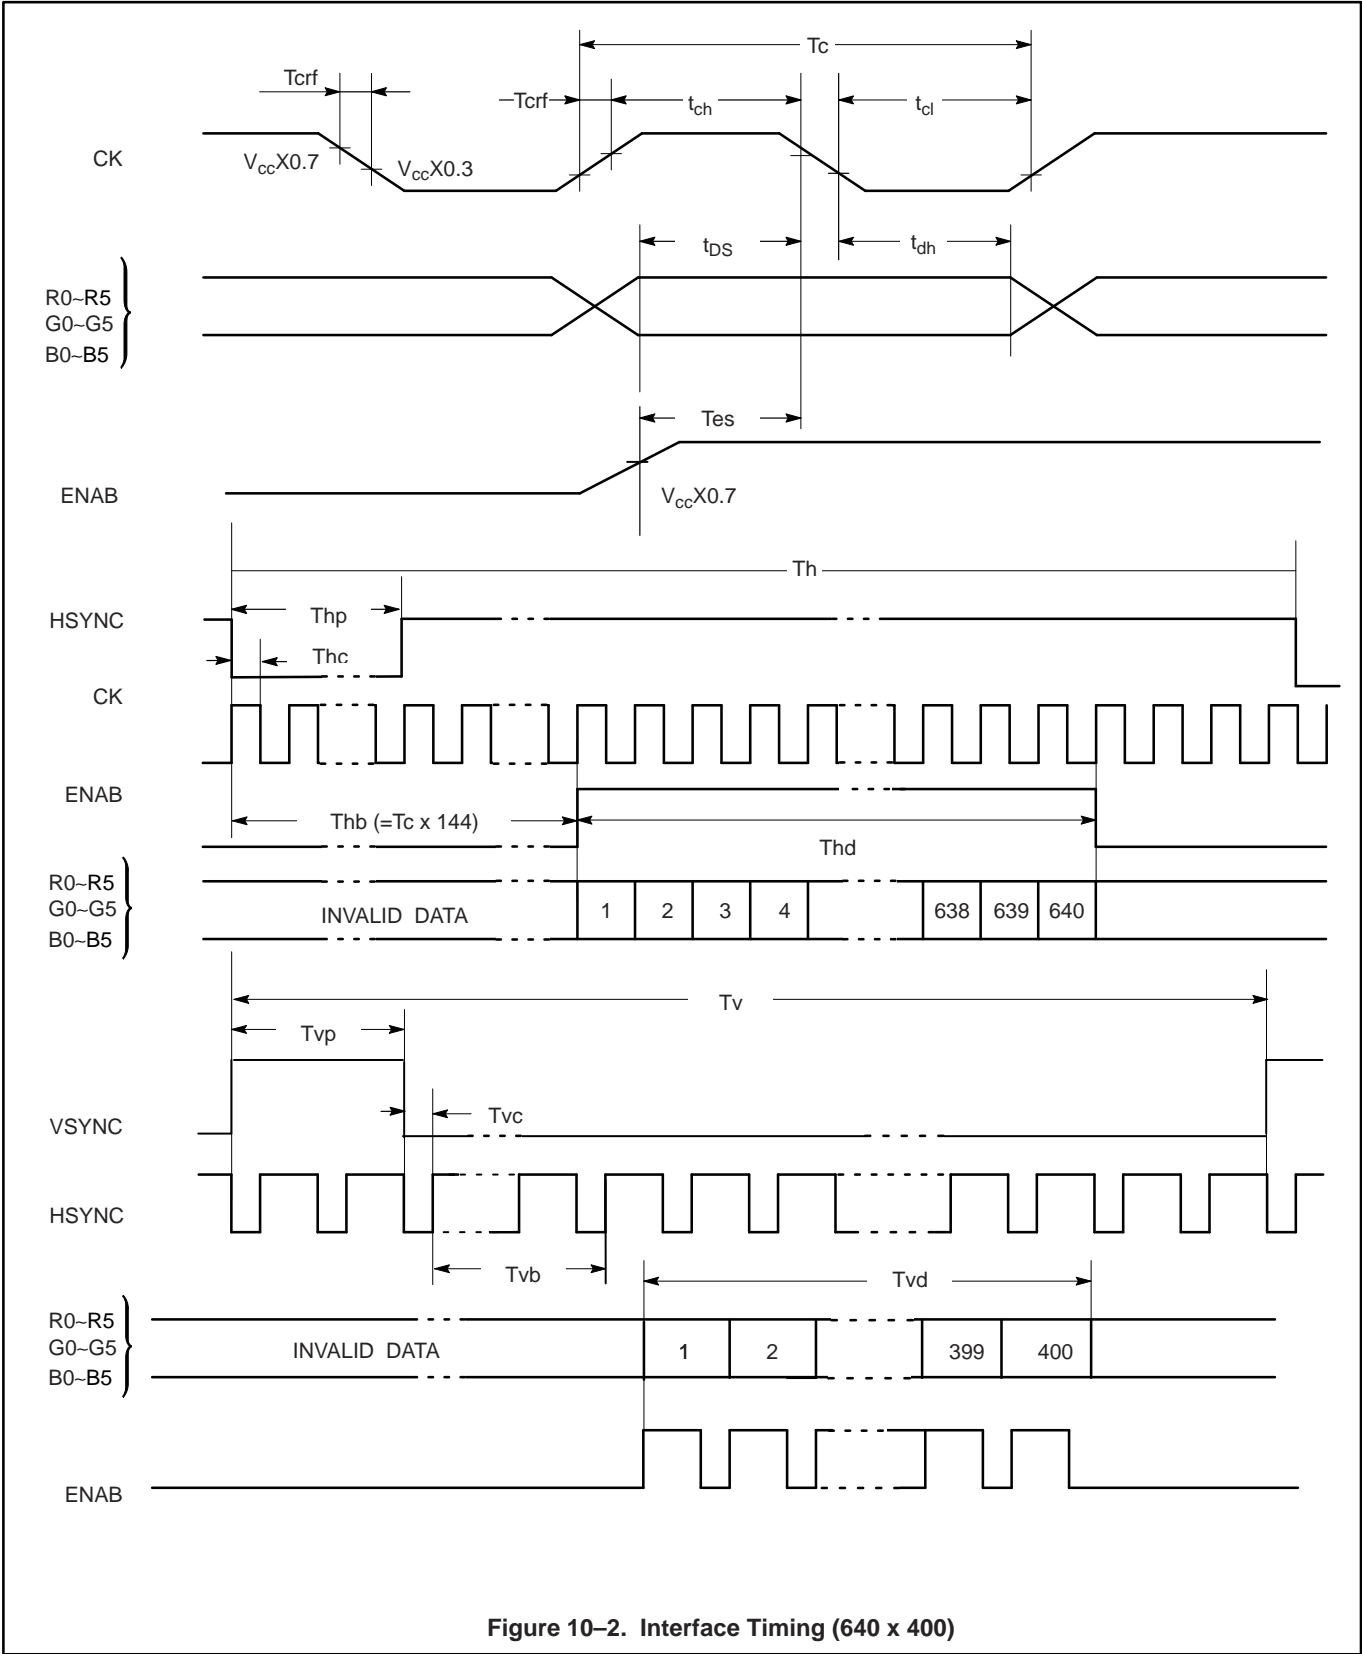 Tc
Tcrf
Tcrf
tch
tcl
CK
VccX0.7
VccX0.3
tDS
tdh
R0~R5
G0~G5
B0~B5
Tes
ENAB
VccX0.7
Th
HSYNC
Thp
Thc
CK
ENAB
Thb (=Tc x 144)
Thd
R0~R5
G0~G5
B0~B5
INVALID DATA
1 2 3 4 638 639 640
Tv
Tvp
VSYNC
Tvc
HSYNC
Tvb
Tvd
R0~R5
G0~G5
B0~B5
INVALID DATA
1 2 399 400
ENAB
Figure 10–2. Interface Timing (640 x 400)